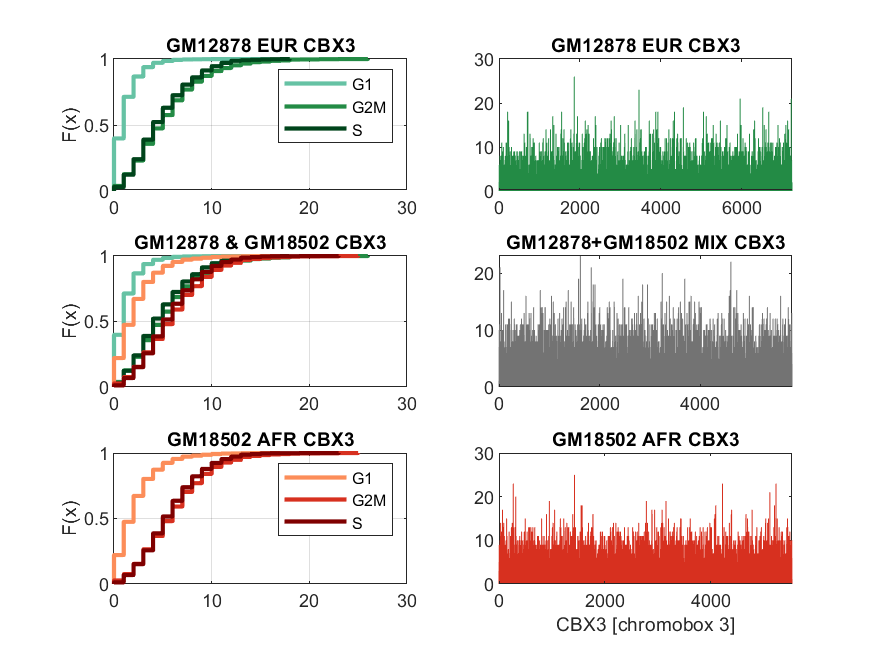 GM12878 EUR CBX3
F(x)
1
0.5
0
0 10 20 30
G1
G2M
S
GM12878 EUR CBX3
30
20
10
0
0 2000 4000 6000
GM12878 & GM18502 CBX3
F(x)
1
0.5
0
0 10 20 30
GM12878+GM18502 MIX CBX3
20
10
0
0 2000 4000
GM18502 AFR CBX3
F(x)
1
0.5
0
0 10 20 30
G1
G2M
S
GM18502 AFR CBX3
30
20
10
0
0 2000 4000
CBX3 [chromobox 3]